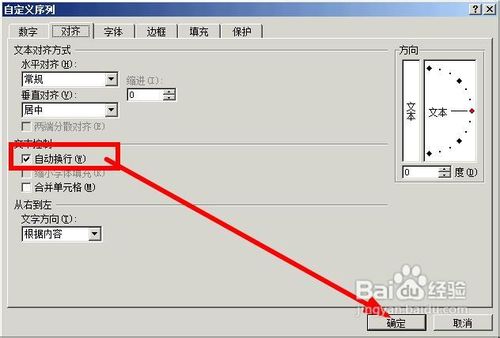 自定义序列
数字 对齐 字体 边框 填充 保护
文本对齐方式
水平对齐(H):
常规
缩进(I):
0
垂直对齐(V):
居中
两端分散对齐(E)
文本控制
自动换行(W)
缩小字体填充(K)
合并单元格(M)
从右到左
文字方向(T):
根据内容
方向
文本
文本
0 度(D)
Baidu经验
jingyan.baidu.com
确定 取消